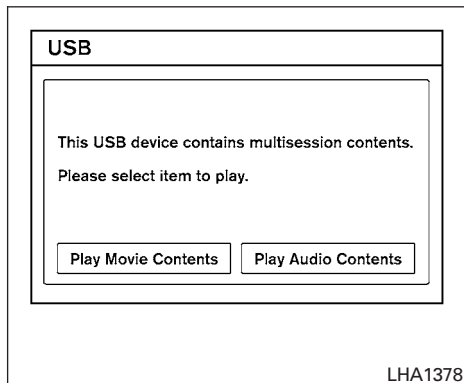 USB
This USB device contains multisession contents.
Please select item to play.
Play Movie Contents Play Audio Contents
LHA1378